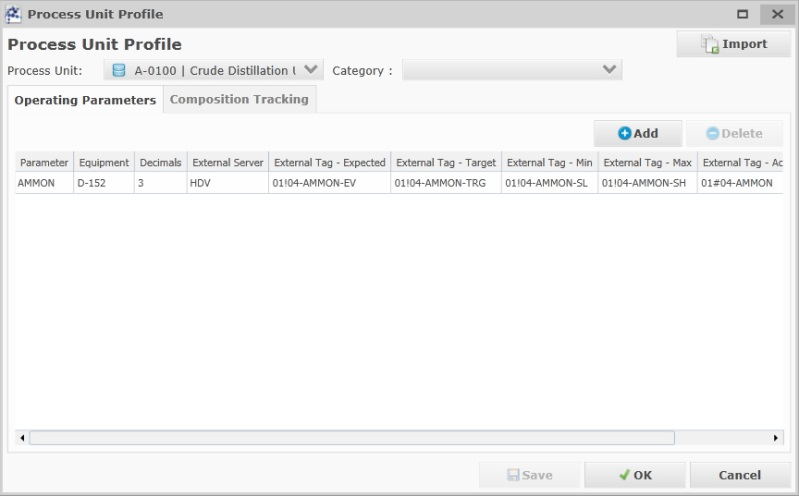 Process Unit Profile
Process Unit Profile
Import
Process Unit: A-0100 | Crude Distillation Category :
Operating Parameters Composition Tracking
Add Delete
Parameter Equipment Decimals External Server External Tag - Expected External Tag - Target External Tag - Min External Tag - Max External Tag - Ac
AMMON D-152 3 HDV 01!04-AMMON-EV 01!04-AMMON-TRG 01!04-AMMON-SL 01!04-AMMON-SH 01#04-AMMON
Save OK Cancel